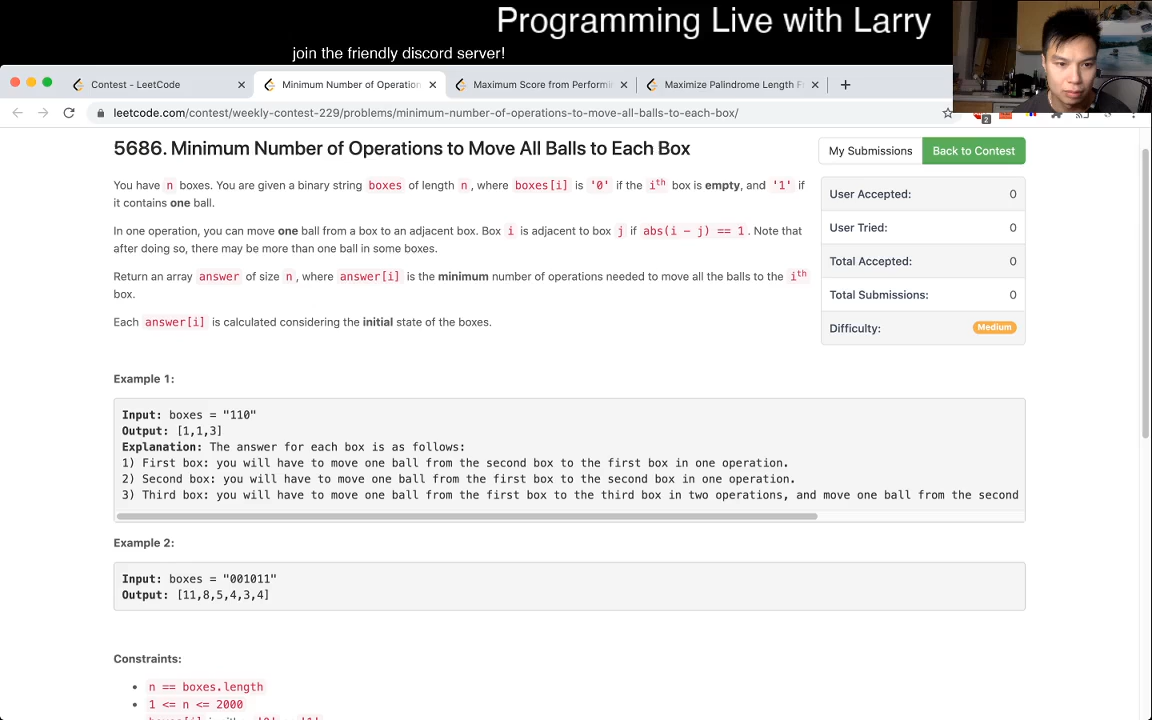 Programming Live with Larry
join the friendly discord server!
Contest - LeetCode
Minimum Number of Operation
Maximum Score from Performin
Maximize Palindrome Length F
leetcode.com/contest/weekly-contest-229/problems/minimum-number-of-operations-to-move-all-balls-to-each-box/
2
5686. Minimum Number of Operations to Move All Balls to Each Box
My Submissions
Back to Contest
You have n boxes. You are given a binary string boxes of length n, where boxes[i] is '0' if the ith box is empty, and '1' if
it contains one ball.
In one operation, you can move one ball from a box to an adjacent box. Box i is adjacent to box j if abs(i - j) == 1. Note that
after doing so, there may be more than one ball in some boxes.
Return an array answer of size n, where answer[i] is the minimum number of operations needed to move all the balls to the ith
box.
Each answer[i] is calculated considering the initial state of the boxes.
User Accepted: 0
User Tried: 0
Total Accepted: 0
Total Submissions: 0
Difficulty: Medium
Example 1:
Input: boxes = "110"
Output: [1,1,3]
Explanation: The answer for each box is as follows:
1) First box: you will have to move one ball from the second box to the first box in one operation.
2) Second box: you will have to move one ball from the first box to the second box in one operation.
3) Third box: you will have to move one ball from the first box to the third box in two operations, and move one ball from the second
Example 2:
Input: boxes = "001011"
Output: [11,8,5,4,3,4]
Constraints:
n == boxes.length
1 <= n <= 2000